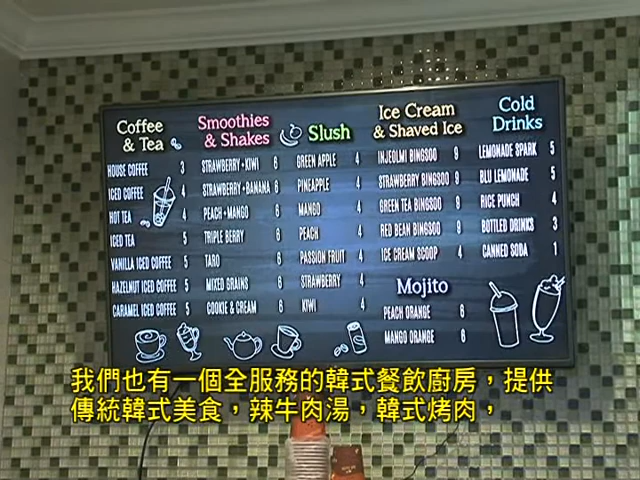 Coffee
& Tea
HOUSE COFFEE 3
ICED COFFEE 4
HOT TEA 4
ICED TEA 5
VANILLA ICED COFFEE 5
HAZELNUT ICED COFFEE 5
CARAMEL ICED COFFEE 5
Smoothies
& Shakes
STRAWBERRY • KIWI 6
STRAWBERRY • BANANA 6
PEACH • MANGO 6
TRIPLE BERRY 6
TARO 6
MIXED GRAINS 6
COOKIE & CREAM 6
Slush
GREEN APPLE 4
PINEAPPLE 4
MANGO 4
PEACH 4
PASSION FRUIT 4
STRAWBERRY 4
KIWI 4
Ice Cream
& Shaved Ice
INJEOLMI BINGSOO 9
STRAWBERRY BINGSOO 9
GREEN TEA BINGSOO 9
RED BEAN BINGSOO 9
ICE CREAM SCOOP 4
Mojito
PEACH ORANGE 6
MANGO ORANGE 6
Cold
Drinks
LEMONADE SPARK 5
BLU LEMONADE 5
RICE PUNCH 4
BOTTLED DRINKS 3
CANNED SODA 1
我們也有一個全服務的韓式餐飲廚房，提供
傳統韓式美食，辣牛肉湯，韓式烤肉，